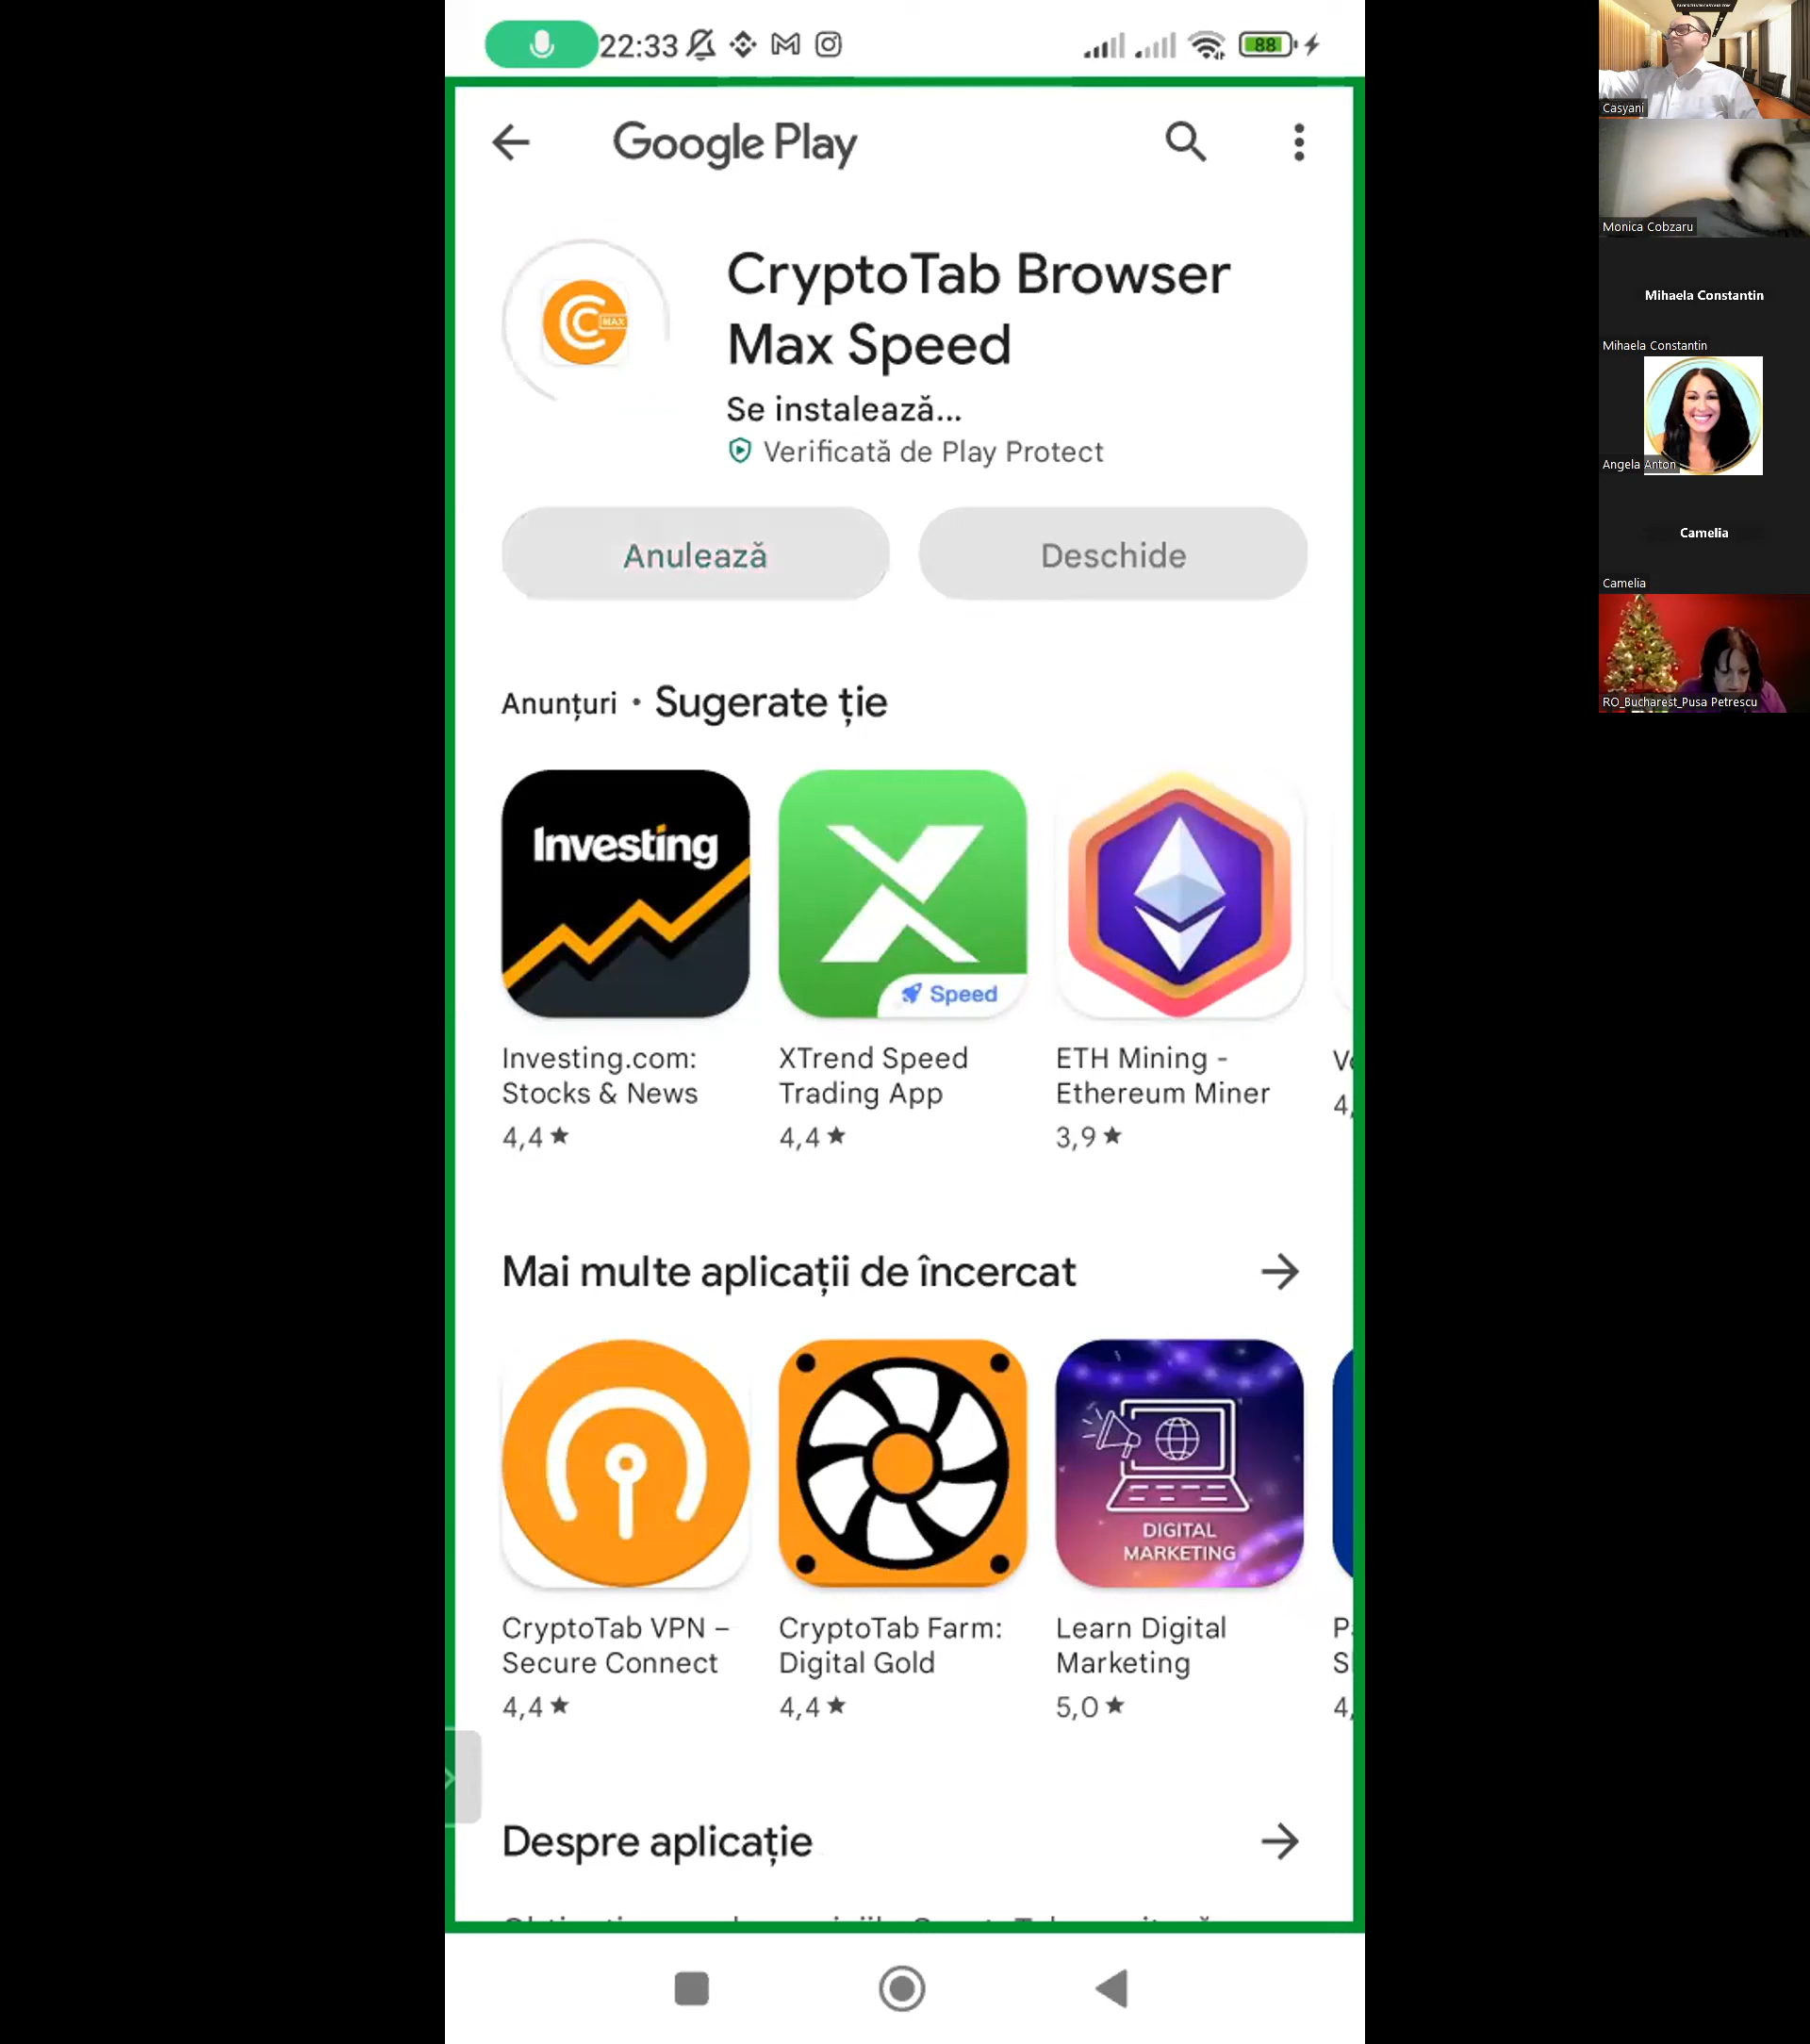 22:33
88
Google Play
CryptoTab Browser
Max Speed
MAX
Se instalează...
Verificată de Play Protect
Anulează
Deschide
Anunțuri • Sugerate ție
Investing
Speed
Investing.com:
Stocks & News
4,4 ★
XTrend Speed
Trading App
4,4 ★
ETH Mining -
Ethereum Miner
3,9 ★
4,
Mai multe aplicații de încercat
DIGITAL
MARKETING
CryptoTab VPN –
Secure Connect
4,4 ★
CryptoTab Farm:
Digital Gold
4,4 ★
Learn Digital
Marketing
5,0 ★
4,
Despre aplicație
Casyani
Monica Cobzaru
Mihaela Constantin
Mihaela Constantin
Angela Anton
Camelia
Camelia
RO_Bucharest_Pusa Petrescu